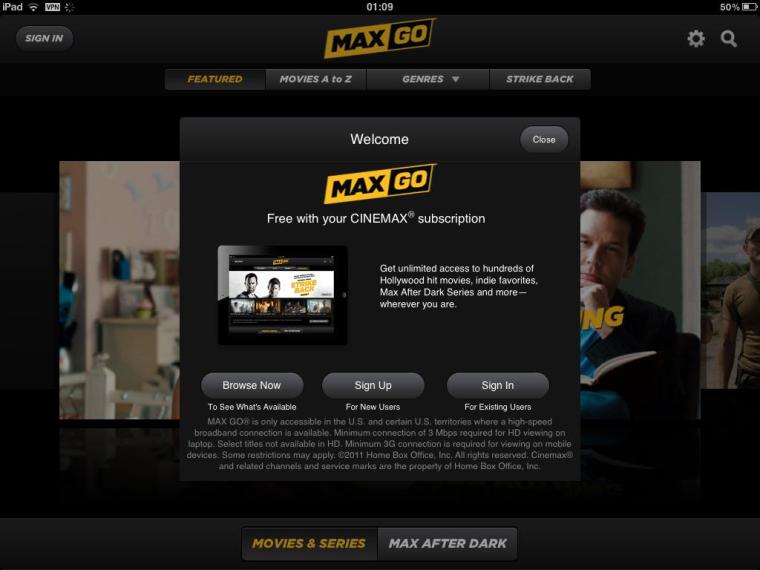 iPad VPN 01:09 50%
SIGN IN MAX GO
FEATURED MOVIES A to Z GENRES STRIKE BACK
Welcome Close
MAX GO
Free with your CINEMAX® subscription
Get unlimited access to hundreds of
Hollywood hit movies, indie favorites,
Max After Dark Series and more—
wherever you are.
STRIKE
BACK
NG
Browse Now Sign Up Sign In
To See What's Available For New Users For Existing Users
MAX GO® is only accessible in the U.S. and certain U.S. territories where a high-speed
broadband connection is available. Minimum connection of 3 Mbps required for HD viewing on
laptop. Select titles not available in HD. Minimum 3G connection is required for viewing on mobile
devices. Some restrictions may apply. ©2011 Home Box Office, Inc. All rights reserved. Cinemax®
and related channels and service marks are the property of Home Box Office, Inc.
MOVIES & SERIES MAX AFTER DARK